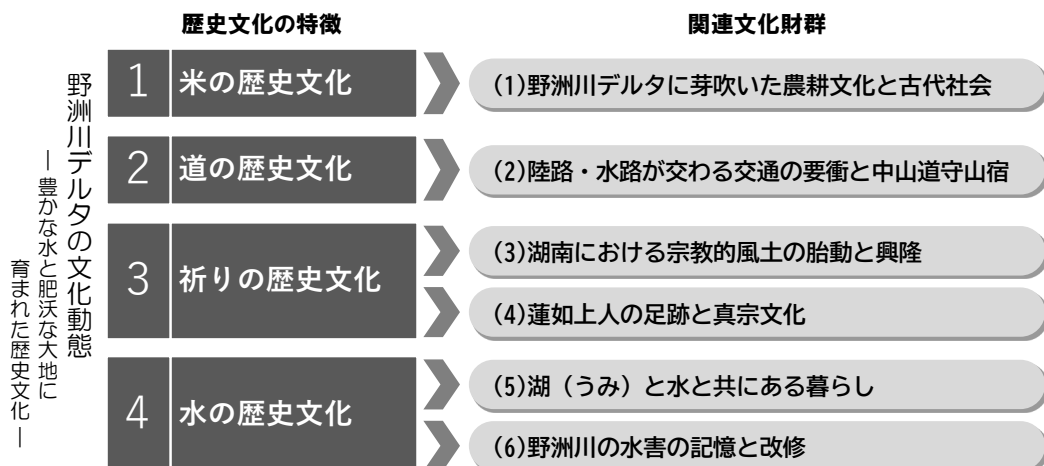 歴史文化の特徴
関連文化財群
野洲川デルタの文化動態
― 豊かな水と肥沃な大地に
育まれた歴史文化 ―
1 米の歴史文化
(1)野洲川デルタに芽吹いた農耕文化と古代社会
2 道の歴史文化
(2)陸路・水路が交わる交通の要衝と中山道守山宿
3 祈りの歴史文化
(3)湖南における宗教的風土の胎動と興隆
(4)蓮如上人の足跡と真宗文化
4 水の歴史文化
(5)湖（うみ）と水と共にある暮らし
(6)野洲川の水害の記憶と改修